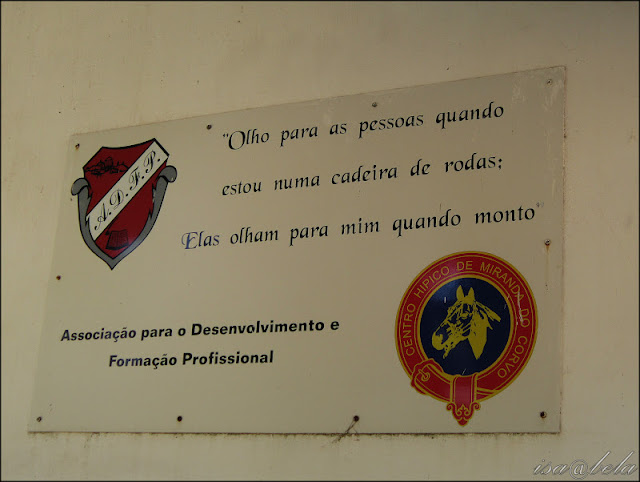 "Olho para as pessoas quando
estou numa cadeira de rodas;
Elas olham para mim quando monto"
A.D.F.P.
Associação para o Desenvolvimento e
Formação Profissional
CENTRO HIPICO DE MIRANDA DO CORVO
isa@bela